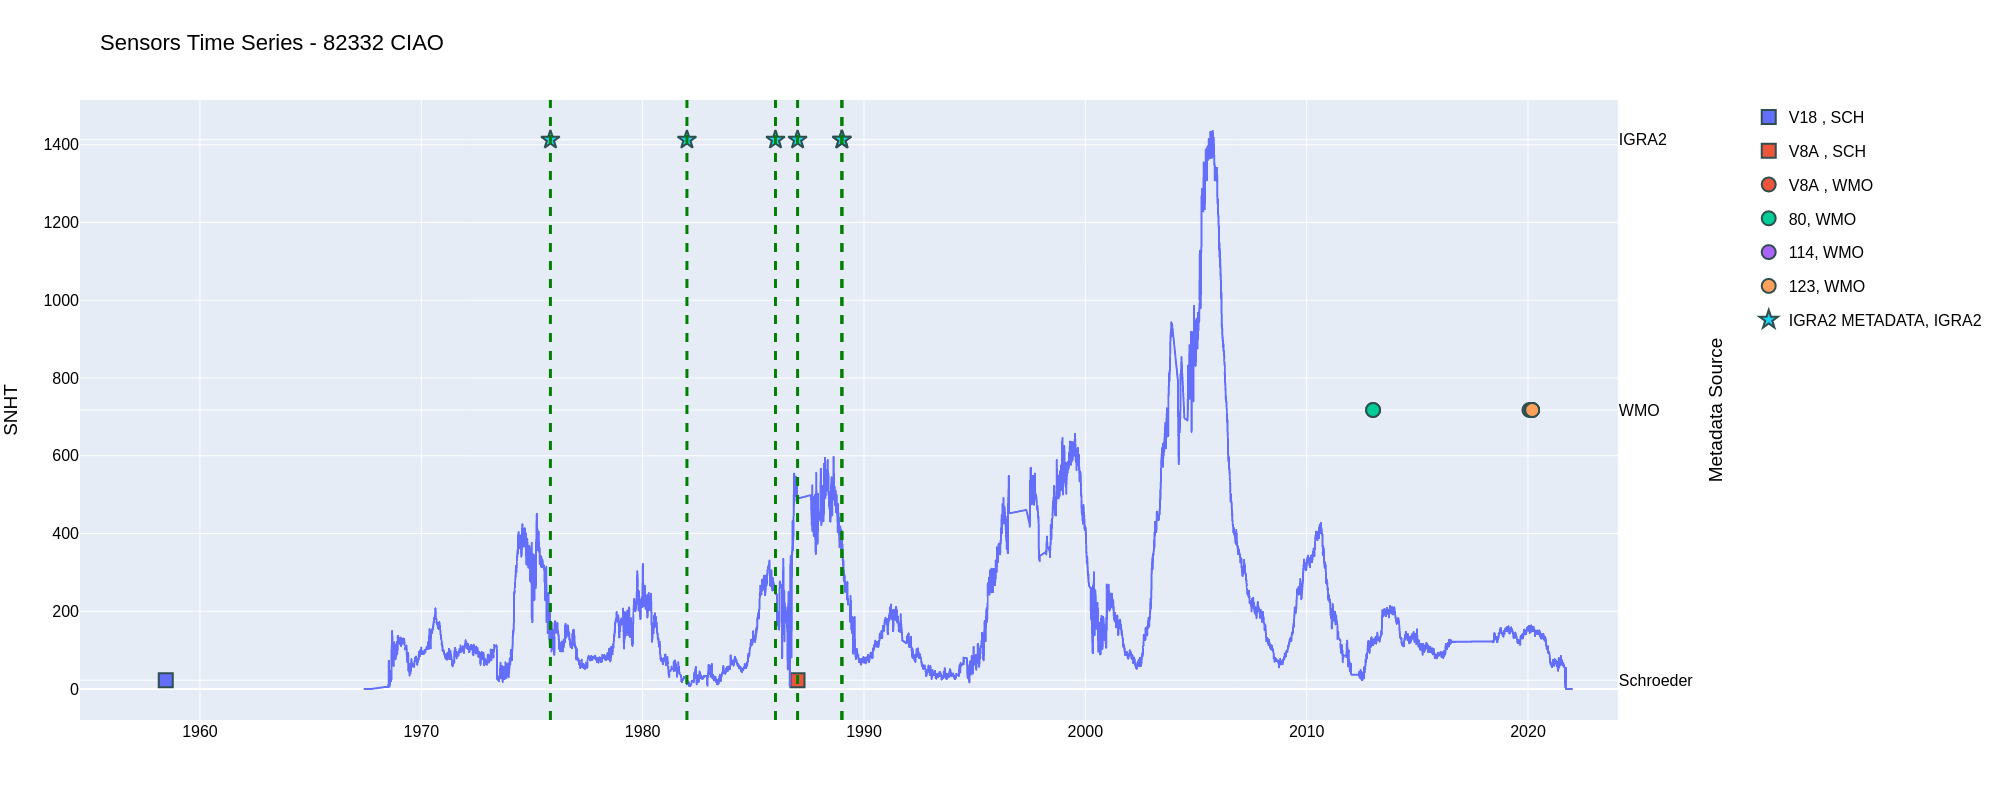 Sensors Time Series - 82332 CIAO
SNHT
1400
1200
1000
800
600
400
200
0
1960
1970
1980
1990
2000
2010
2020
IGRA2
WMO
Schroeder
Metadata Source
V18 , SCH
V8A , SCH
V8A , WMO
80, WMO
114, WMO
123, WMO
IGRA2 METADATA, IGRA2